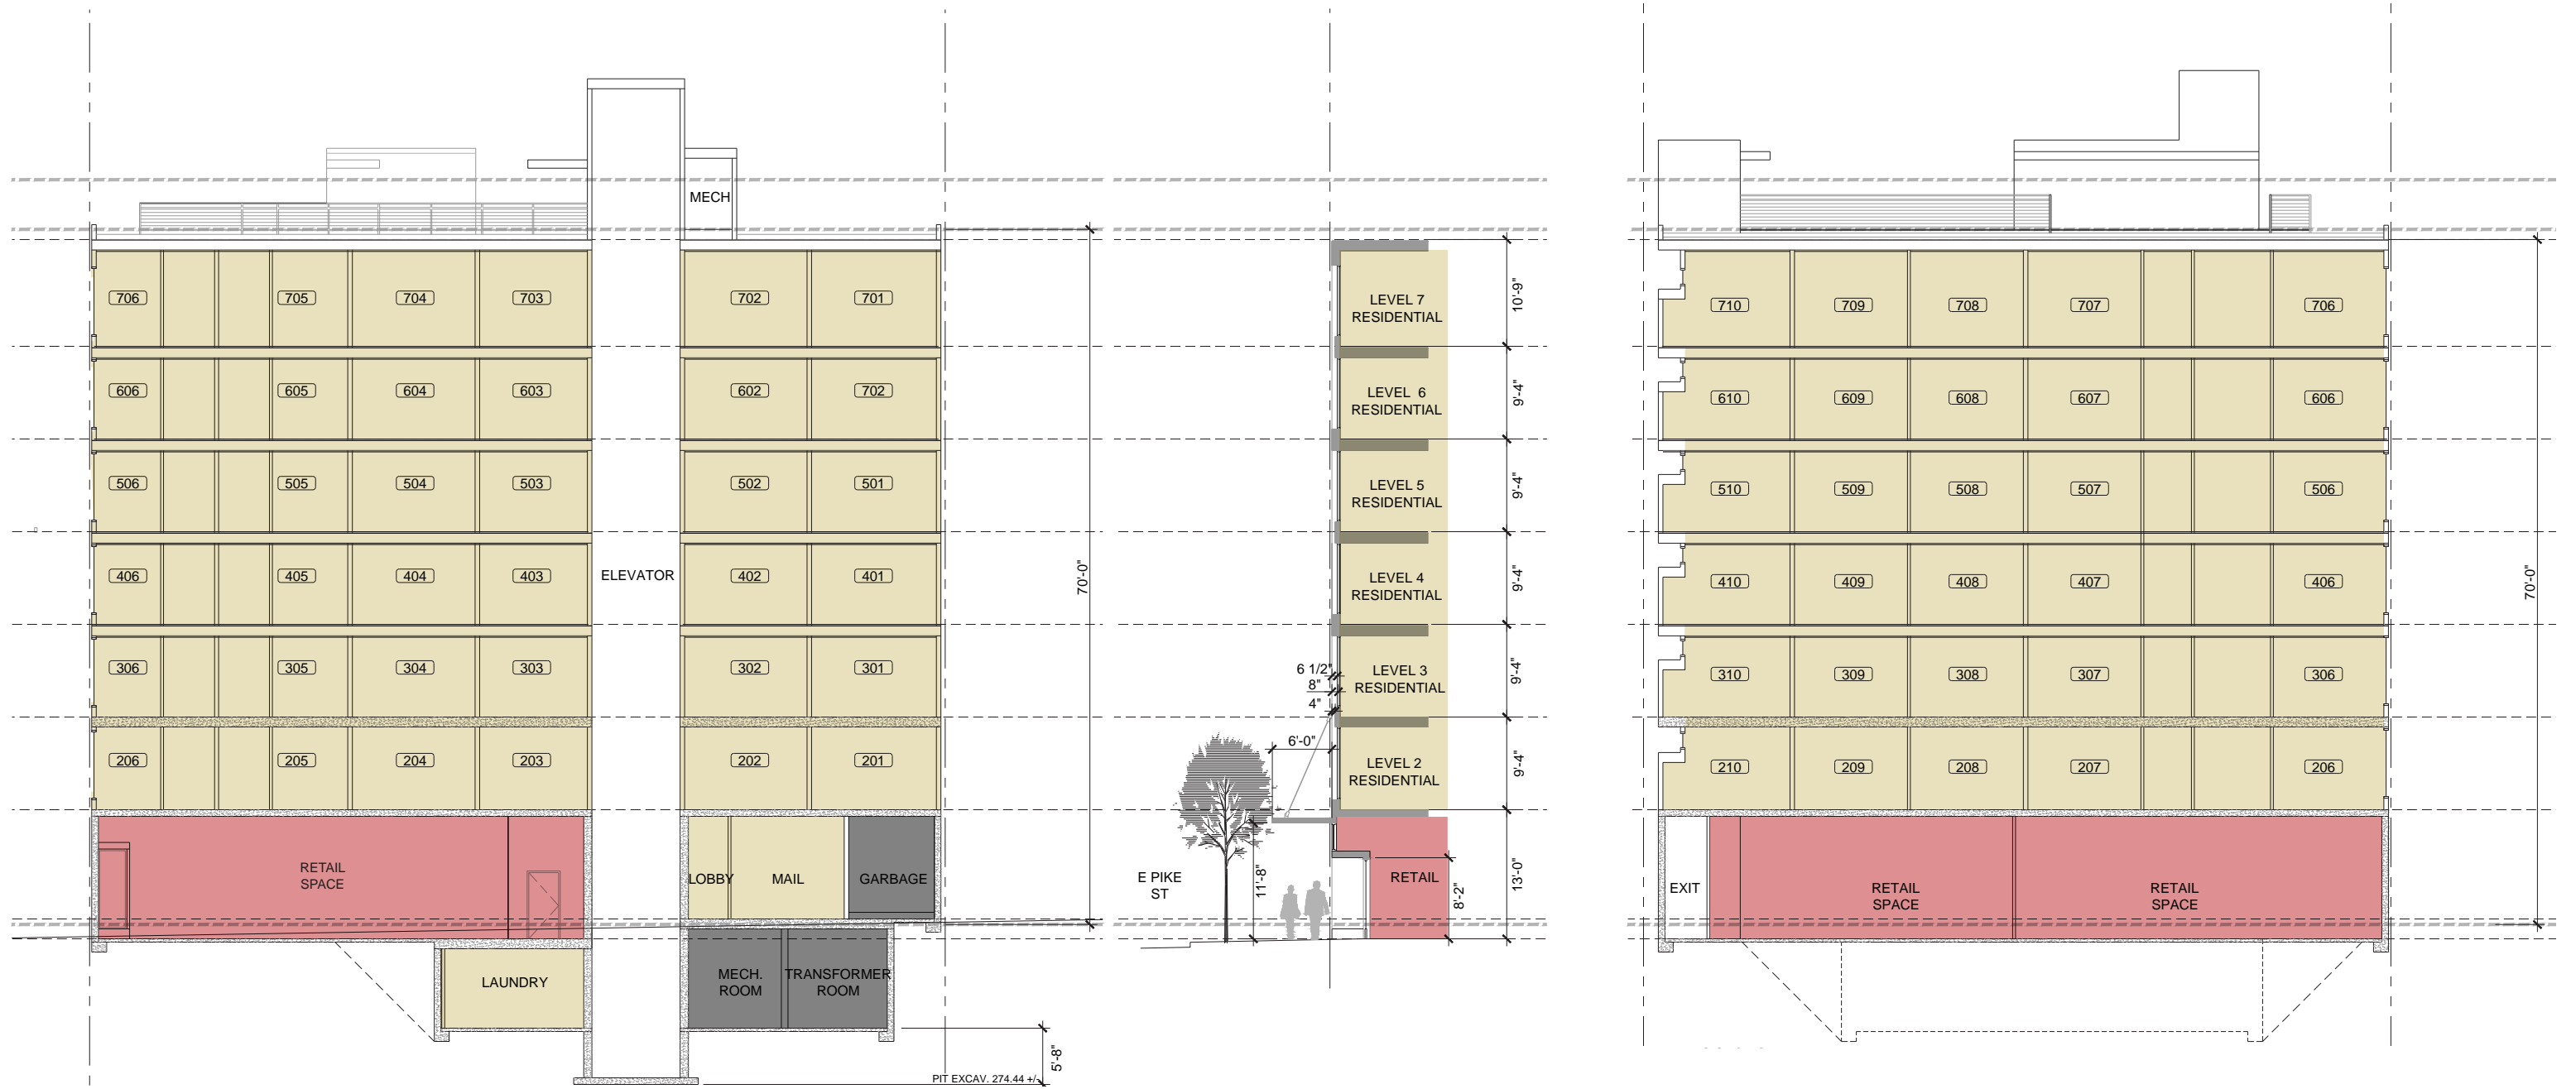 MECH
706 705 704 703 702 701
606 605 604 603 602 702
506 505 504 503 502 501
406 405 404 403 402 401
ELEVATOR
306 305 304 303 302 301
206 205 204 203 202 201
RETAIL
SPACE
LOBBY MAIL GARBAGE
LAUNDRY
MECH.
ROOM
TRANSFORMER
ROOM
70'-0"
5'-8"
PIT EXCAV. 274.44 +/-
LEVEL 7
RESIDENTIAL
10'-9"
LEVEL 6
RESIDENTIAL
9'-4"
LEVEL 5
RESIDENTIAL
9'-4"
LEVEL 4
RESIDENTIAL
9'-4"
LEVEL 3
RESIDENTIAL
9'-4"
6 1/2"
8"
4"
6'-0"
LEVEL 2
RESIDENTIAL
9'-4"
E PIKE
ST
11'-8"
RETAIL
8'-2"
13'-0"
710 709 708 707 706
610 609 608 607 606
510 509 508 507 506
410 409 408 407 406
310 309 308 307 306
210 209 208 207 206
70'-0"
EXIT
RETAIL
SPACE
RETAIL
SPACE